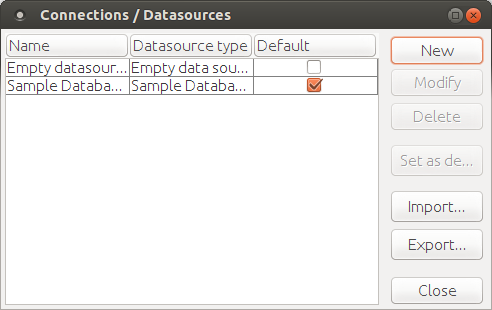 Connections / Datasources
Name Datasource type Default
Empty datasour... Empty data sou...
Sample Databa... Sample Databa...
New
Modify
Delete
Set as de...
Import...
Export...
Close